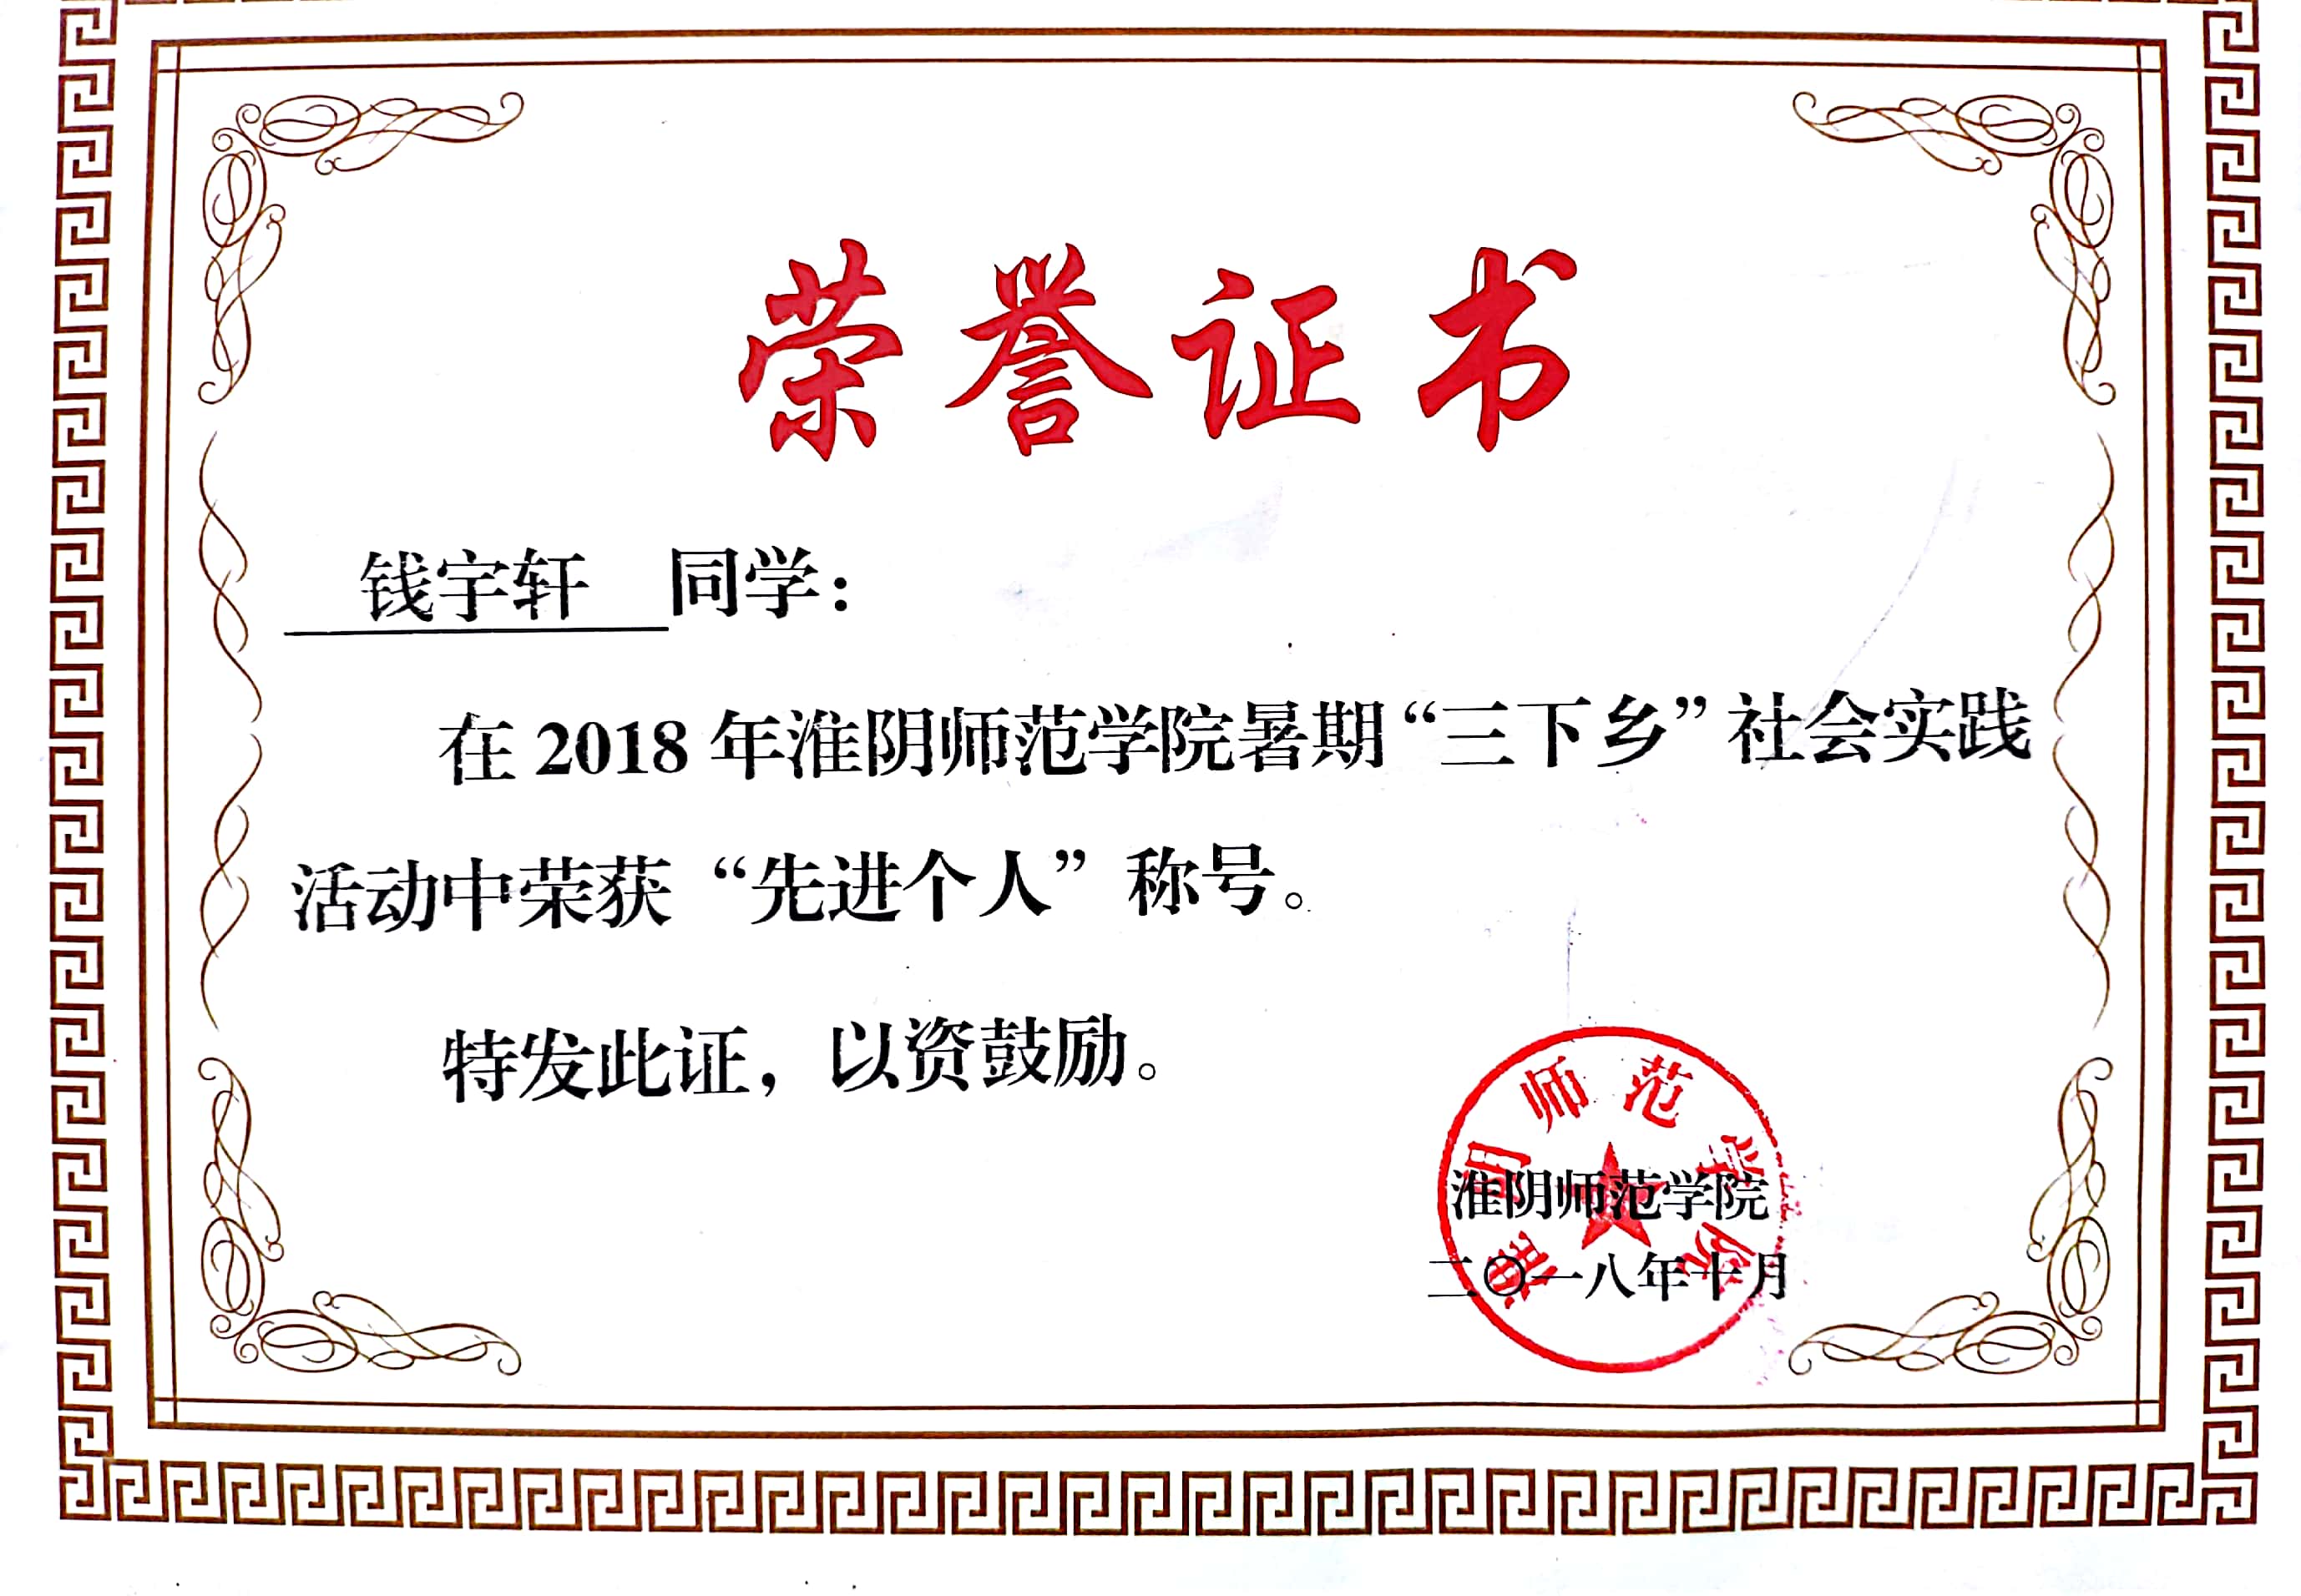 荣誉证书
钱宇轩 同学：
在 2018 年淮阴师范学院暑期“三下乡”社会实践
活动中荣获“先进个人”称号。
特发此证，以资鼓励。
淮阴师范学院
淮阴师范学院
二〇一八年十月